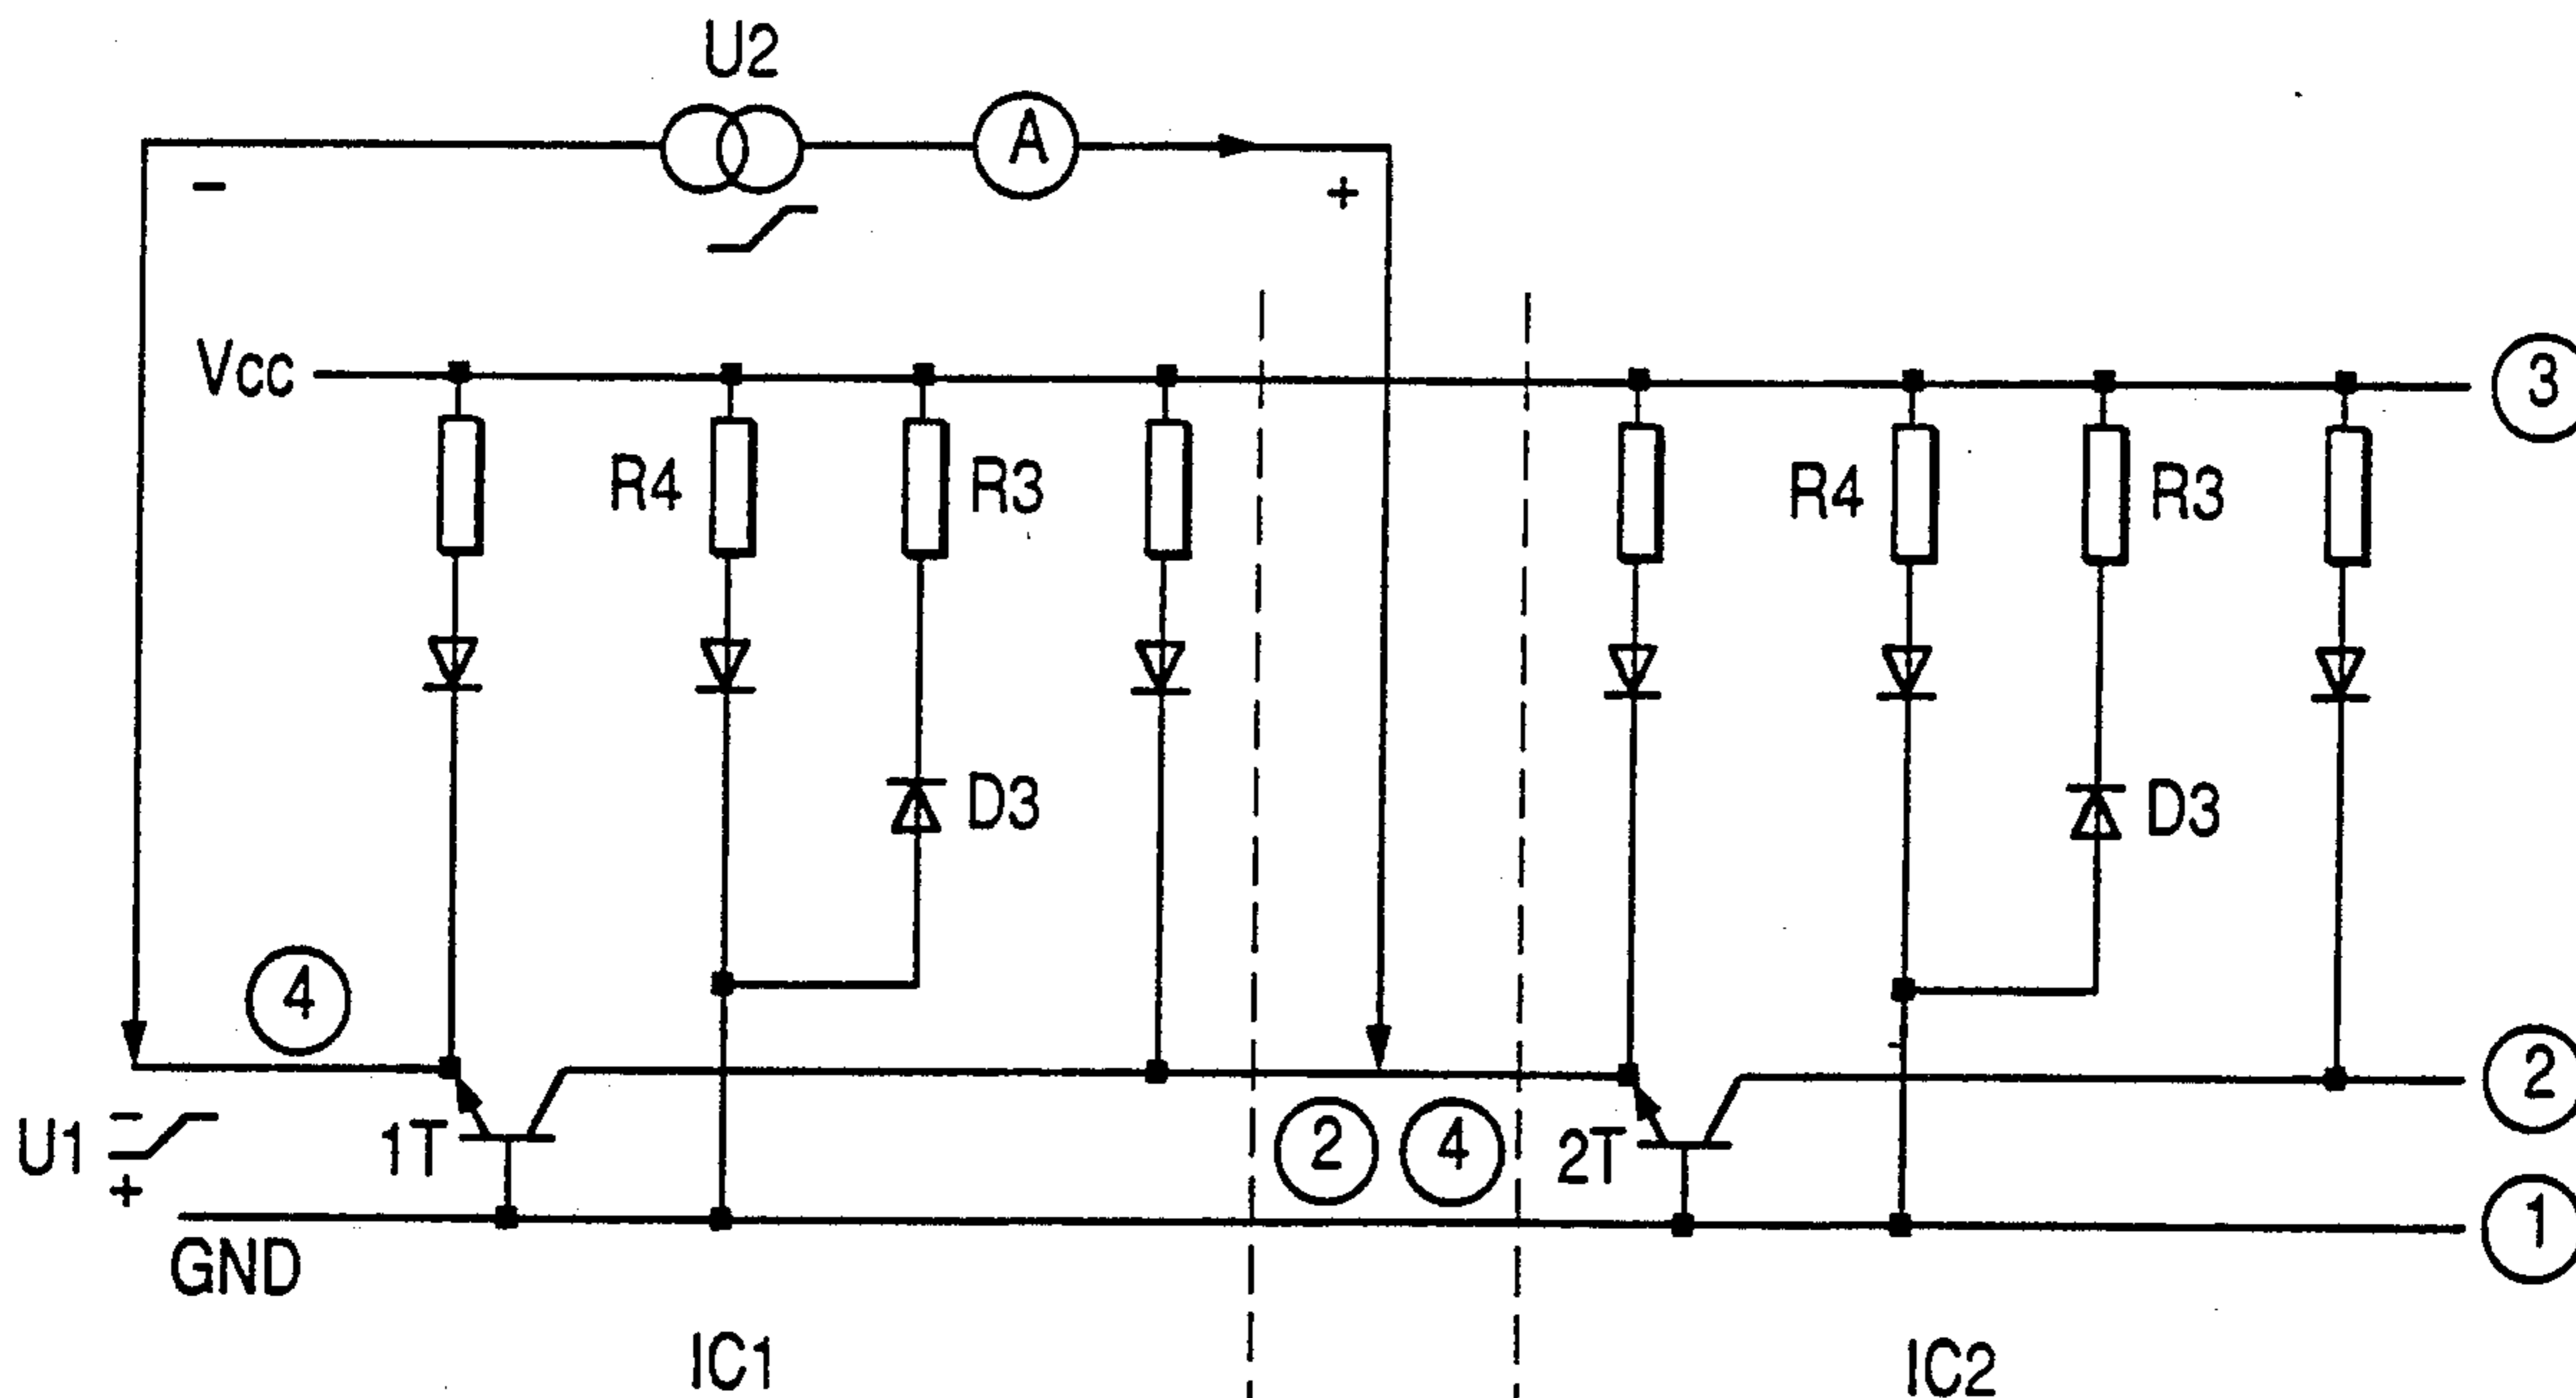 U2
A
-
+
Vcc
3
R4
R3
R4
R3
D3
D3
4
2
U1
-
+
1T
2
4
2T
1
GND
IC1
IC2